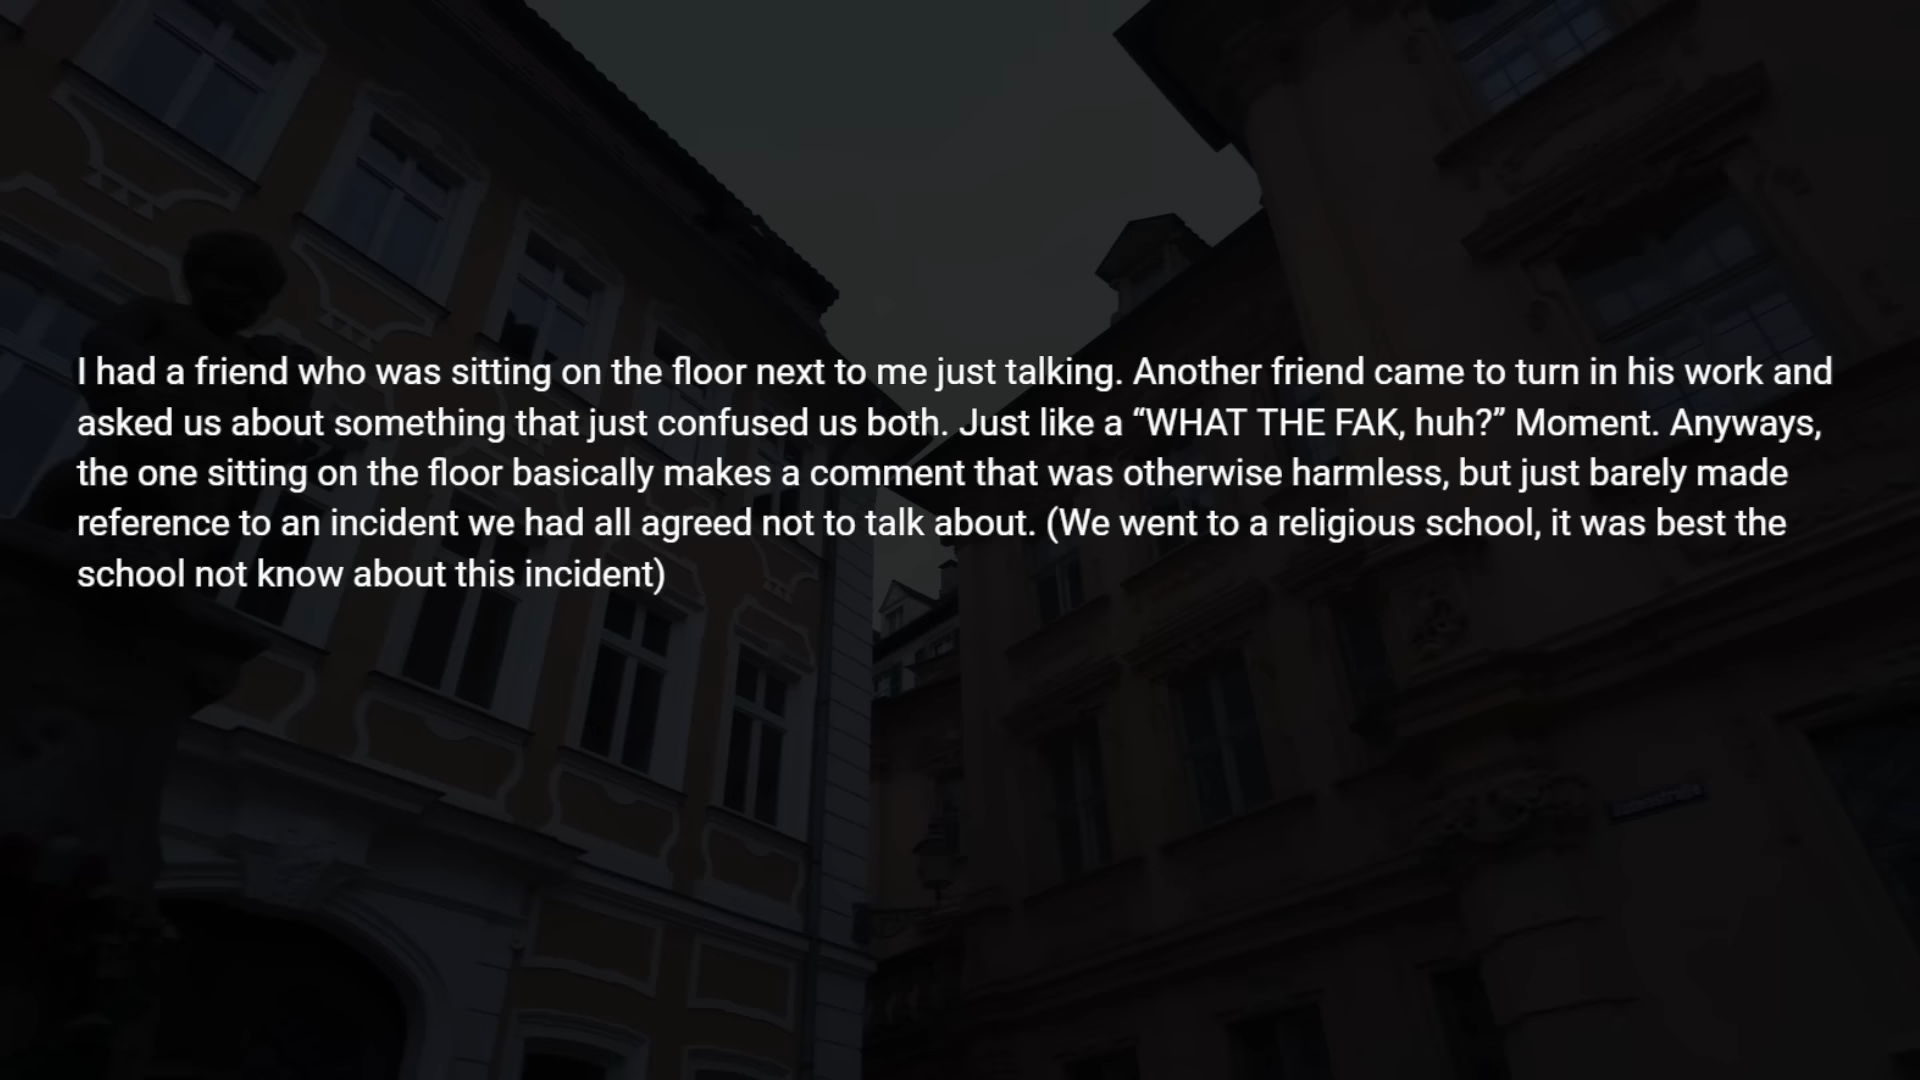 I had a friend who was sitting on the floor next to me just talking. Another friend came to turn in his work and
asked us about something that just confused us both. Just like a “WHAT THE FAK, huh?” Moment. Anyways,
the one sitting on the floor basically makes a comment that was otherwise harmless, but just barely made
reference to an incident we had all agreed not to talk about. (We went to a religious school, it was best the
school not know about this incident)